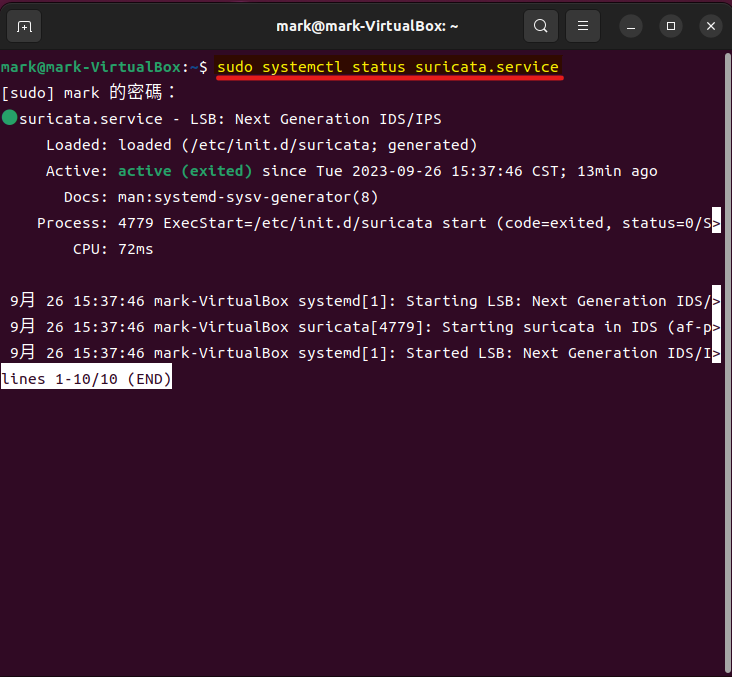 mark@mark-VirtualBox: ~
mark@mark-VirtualBox:~$ sudo systemctl status suricata.service
[sudo] mark 的密碼：
suricata.service - LSB: Next Generation IDS/IPS
Loaded: loaded (/etc/init.d/suricata; generated)
Active: active (exited) since Tue 2023-09-26 15:37:46 CST; 13min ago
Docs: man:systemd-sysv-generator(8)
Process: 4779 ExecStart=/etc/init.d/suricata start (code=exited, status=0/S>
CPU: 72ms
9月 26 15:37:46 mark-VirtualBox systemd[1]: Starting LSB: Next Generation IDS/>
9月 26 15:37:46 mark-VirtualBox suricata[4779]: Starting suricata in IDS (af-p>
9月 26 15:37:46 mark-VirtualBox systemd[1]: Started LSB: Next Generation IDS/I>
lines 1-10/10 (END)